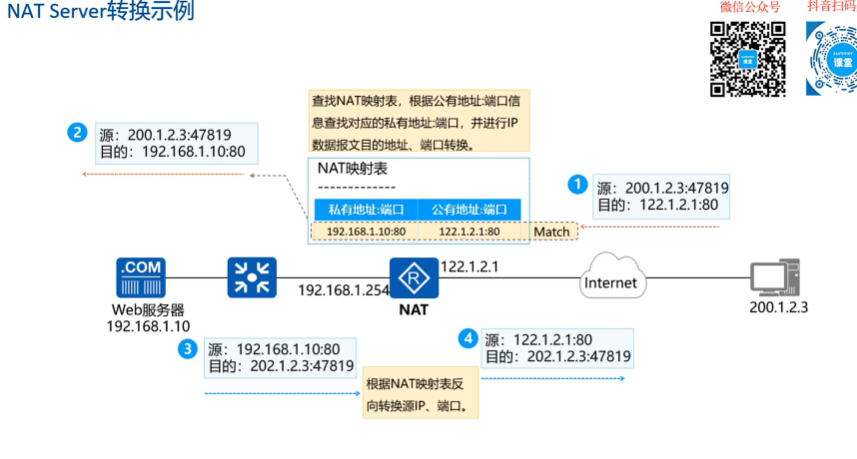 NAT Server转换示例
微信公众号
抖音扫码
课堂
课堂
查找NAT映射表，根据公有地址:端口信
息查找对应的私有地址:端口，并进行IP
数据报文目的地址、端口转换。
2
源：200.1.2.3:47819
目的：192.168.1.10:80
NAT映射表
-------------
私有地址:端口 公有地址:端口
192.168.1.10:80 122.1.2.1:80 Match
1
源：200.1.2.3:47819
目的：122.1.2.1:80
.COM
Web服务器
192.168.1.10
192.168.1.254
R
NAT
122.1.2.1
Internet
200.1.2.3
3
源：192.168.1.10:80
目的：202.1.2.3:47819
根据NAT映射表反
向转换源IP、端口。
4
源：122.1.2.1:80
目的：202.1.2.3:47819